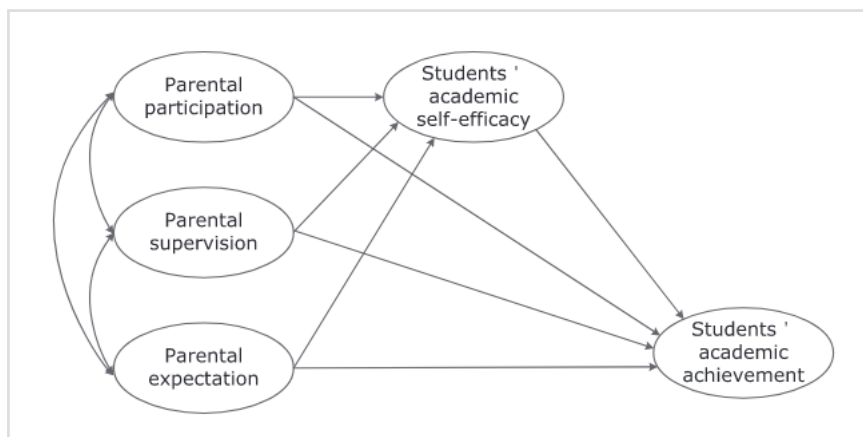 Parental
participation
Students '
academic
self-efficacy
Parental
supervision
Parental
expectation
Students '
academic
achievement